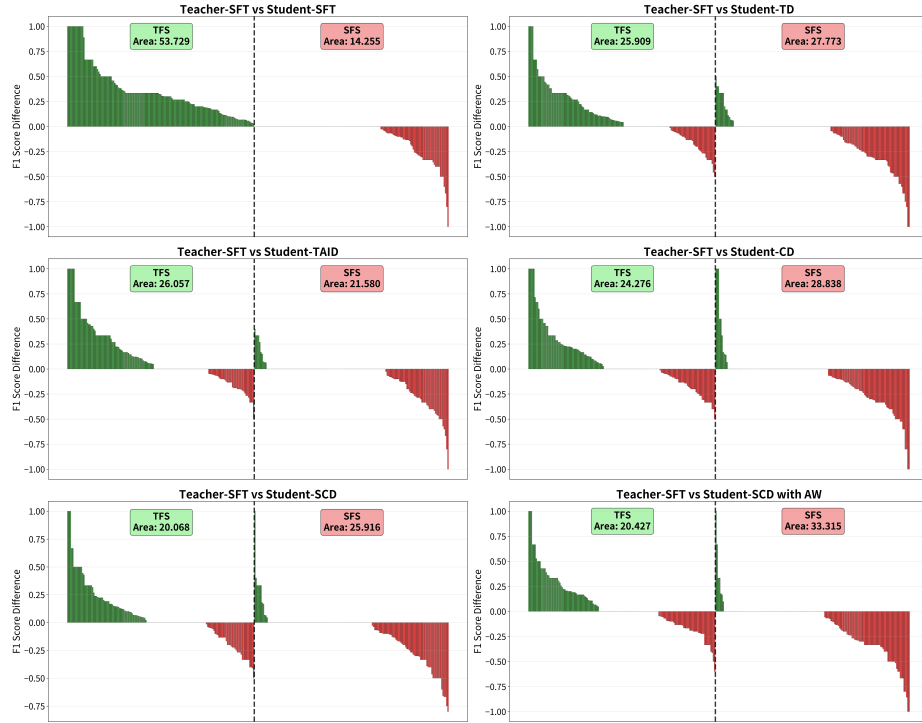 Teacher-SFT vs Student-SFT
F1 Score Difference
1.00
0.75
0.50
0.25
0.00
−0.25
−0.50
−0.75
−1.00
TFS
Area: 53.729
SFS
Area: 14.255
Teacher-SFT vs Student-TD
F1 Score Difference
1.00
0.75
0.50
0.25
0.00
−0.25
−0.50
−0.75
−1.00
TFS
Area: 25.909
SFS
Area: 27.773
Teacher-SFT vs Student-TAID
F1 Score Difference
1.00
0.75
0.50
0.25
0.00
−0.25
−0.50
−0.75
−1.00
TFS
Area: 26.057
SFS
Area: 21.580
Teacher-SFT vs Student-CD
F1 Score Difference
1.00
0.75
0.50
0.25
0.00
−0.25
−0.50
−0.75
−1.00
TFS
Area: 24.276
SFS
Area: 28.838
Teacher-SFT vs Student-SCD
F1 Score Difference
1.00
0.75
0.50
0.25
0.00
−0.25
−0.50
−0.75
TFS
Area: 20.068
SFS
Area: 25.916
Teacher-SFT vs Student-SCD with AW
F1 Score Difference
1.00
0.75
0.50
0.25
0.00
−0.25
−0.50
−0.75
−1.00
TFS
Area: 20.427
SFS
Area: 33.315